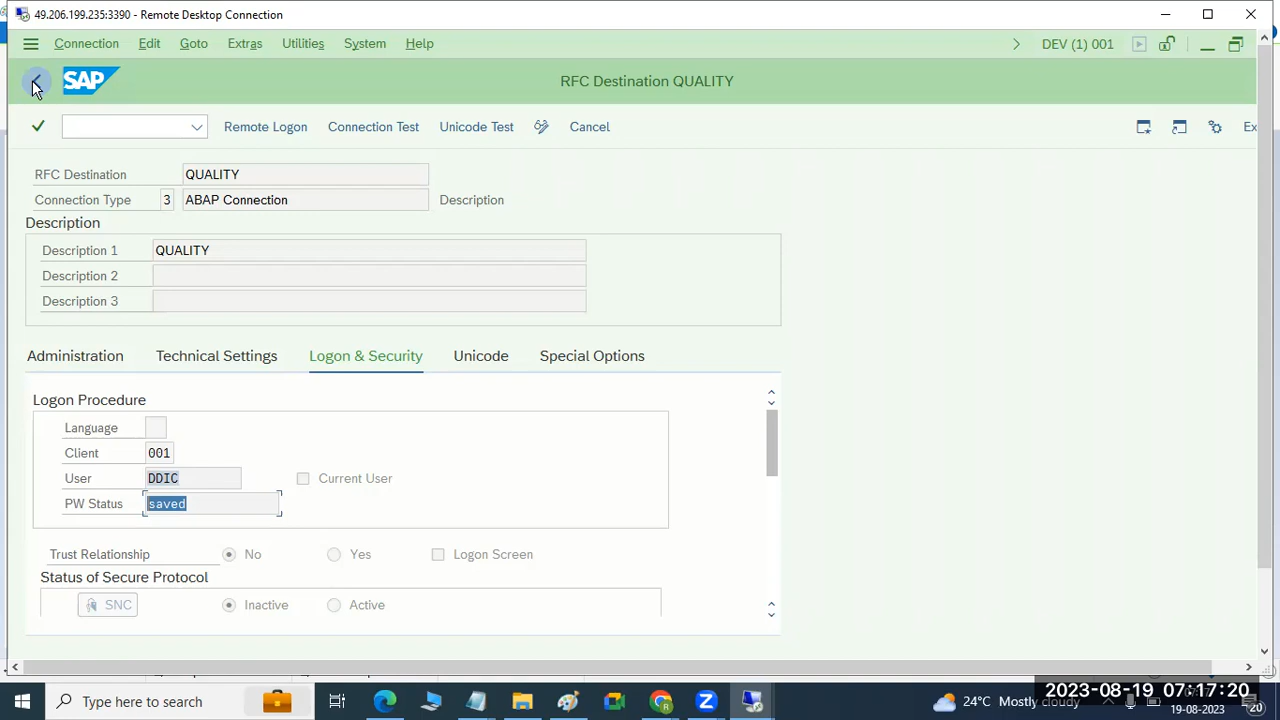 49.206.199.235:3390 - Remote Desktop Connection
Connection Edit Goto Extras Utilities System Help DEV (1) 001
SAP RFC Destination QUALITY
Remote Logon Connection Test Unicode Test Cancel Ex
RFC Destination QUALITY
Connection Type 3 ABAP Connection Description
Description
Description 1 QUALITY
Description 2
Description 3
Administration Technical Settings Logon & Security Unicode Special Options
Logon Procedure
Language
Client 001
User DDIC Current User
PW Status saved
Trust Relationship No Yes Logon Screen
Status of Secure Protocol
SNC Inactive Active
Type here to search 24°C Mostly cloudy 2023-08-19 07:17:20
19-08-2023 20